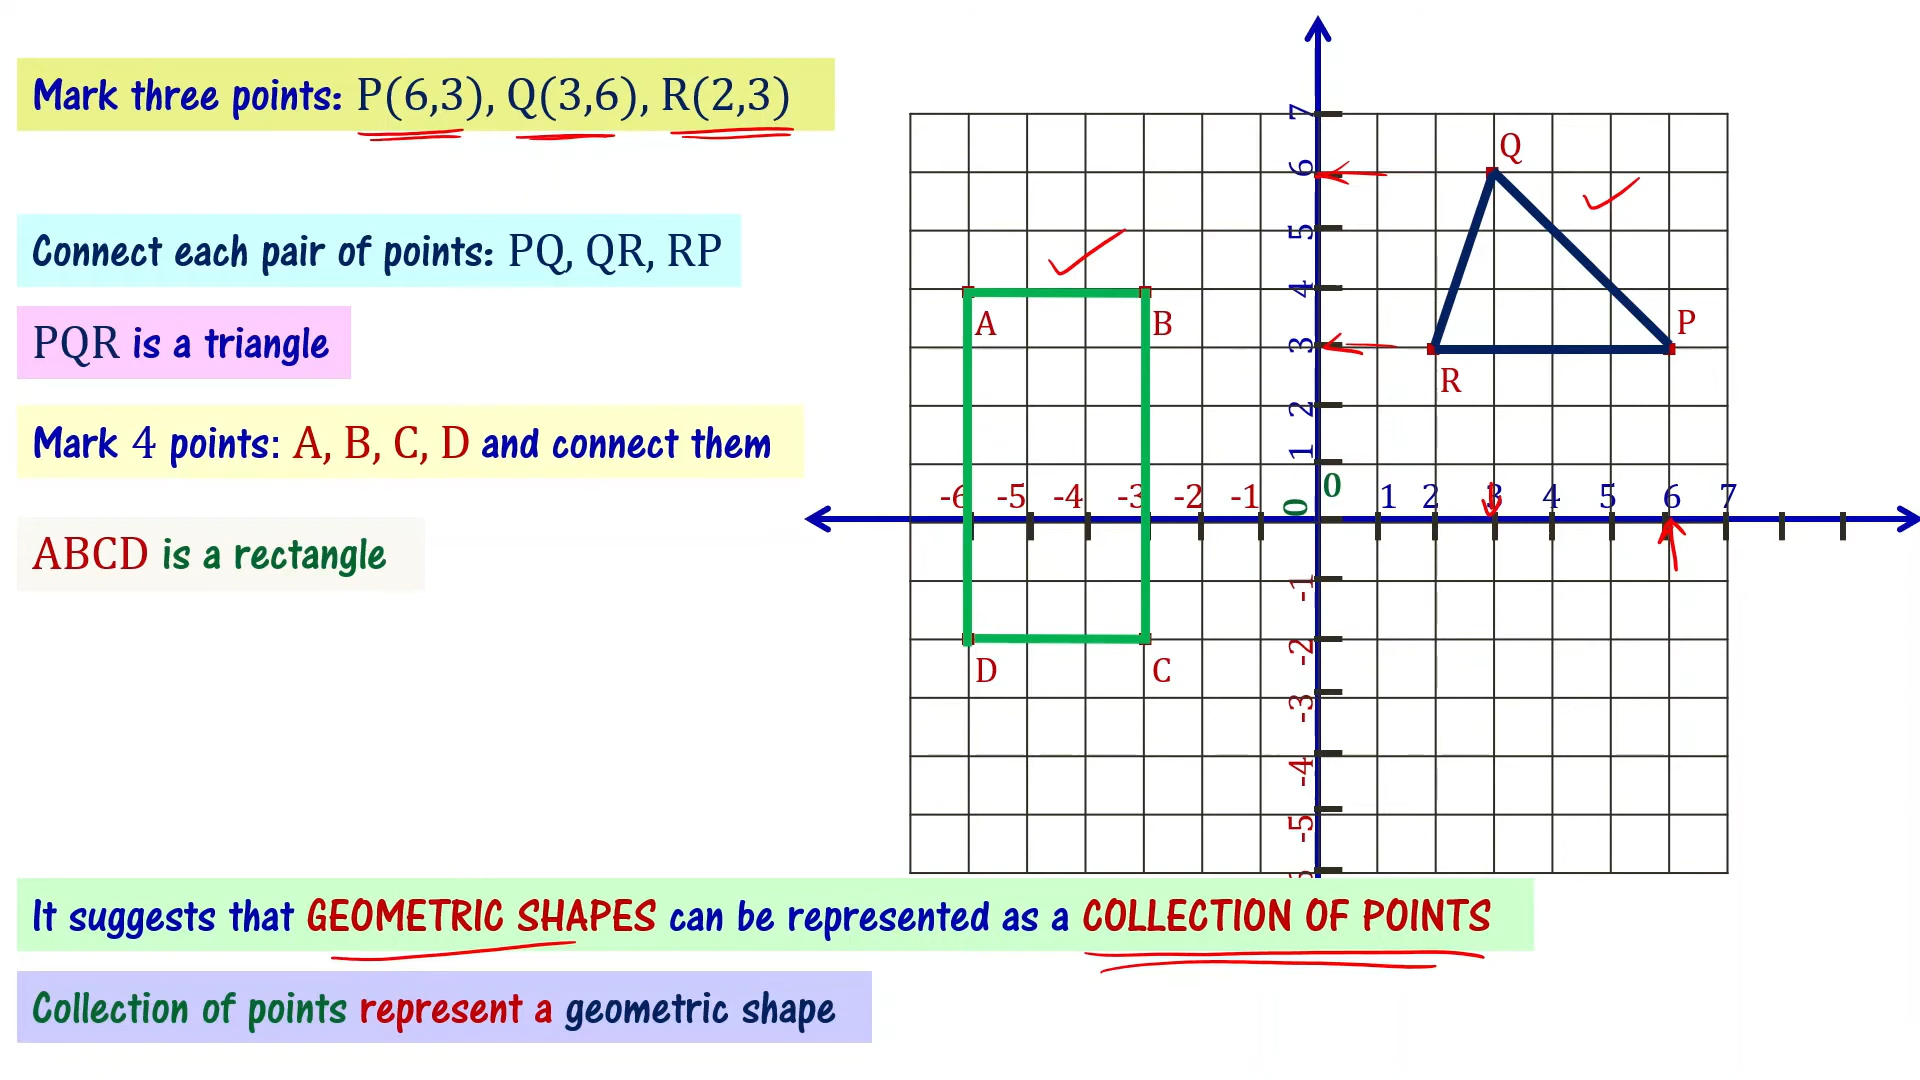 Mark three points: P(6,3), Q(3,6), R(2,3)
Connect each pair of points: PQ, QR, RP
PQR is a triangle
Mark 4 points: A, B, C, D and connect them
ABCD is a rectangle
7
6
5
4
3
2
1
0
-1
-2
-3
-4
-5
-6 -5 -4 -3 -2 -1 0 1 2 3 4 5 6 7
Q
P
R
A B
D C
It suggests that GEOMETRIC SHAPES can be represented as a COLLECTION OF POINTS
Collection of points represent a geometric shape